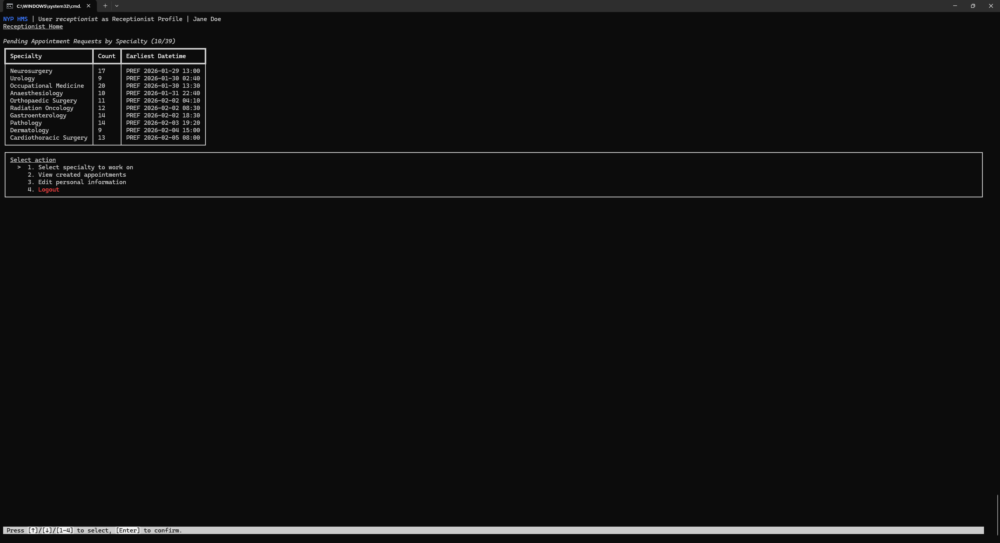 C:\WINDOWS\system32\cmd.
NYP HMS | User receptionist as Receptionist Profile | Jane Doe
Receptionist Home
Pending Appointment Requests by Specialty (10/39)
Specialty Count Earliest Datetime
Neurosurgery 17 PREF 2026-01-29 13:00
Urology 9 PREF 2026-01-30 02:40
Occupational Medicine 20 PREF 2026-01-30 13:30
Anaesthesiology 10 PREF 2026-01-31 22:40
Orthopaedic Surgery 11 PREF 2026-02-02 04:10
Radiation Oncology 12 PREF 2026-02-02 08:30
Gastroenterology 14 PREF 2026-02-02 18:30
Pathology 14 PREF 2026-02-03 19:20
Dermatology 9 PREF 2026-02-04 15:00
Cardiothoracic Surgery 13 PREF 2026-02-05 08:00
Select action
> 1. Select specialty to work on
2. View created appointments
3. Edit personal information
4. Logout
Press [↑]/[↓]/[1-4] to select, [Enter] to confirm.